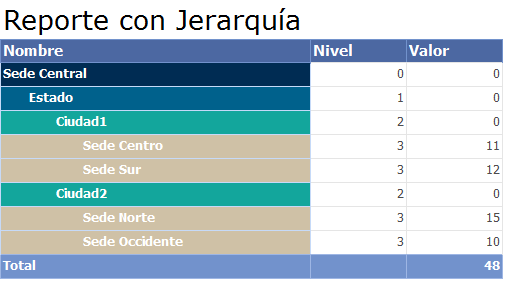 Reporte con Jerarquía
Nombre Nivel Valor
Sede Central 0 0
Estado 1 0
Ciudad1 2 0
Sede Centro 3 11
Sede Sur 3 12
Ciudad2 2 0
Sede Norte 3 15
Sede Occidente 3 10
Total 48